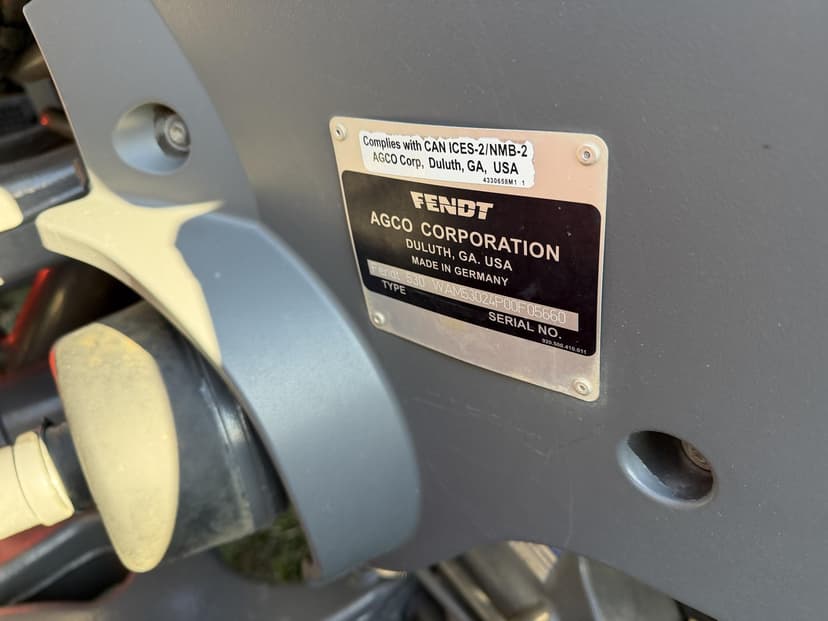 Complies with CAN ICES-2/NMB-2
AGCO Corp, Duluth, GA, USA
4330658M1 1
FENDT
AGCO CORPORATION
DULUTH, GA. USA
MADE IN GERMANY
Fendt 530 WAM53024P00F05660
TYPE SERIAL NO.